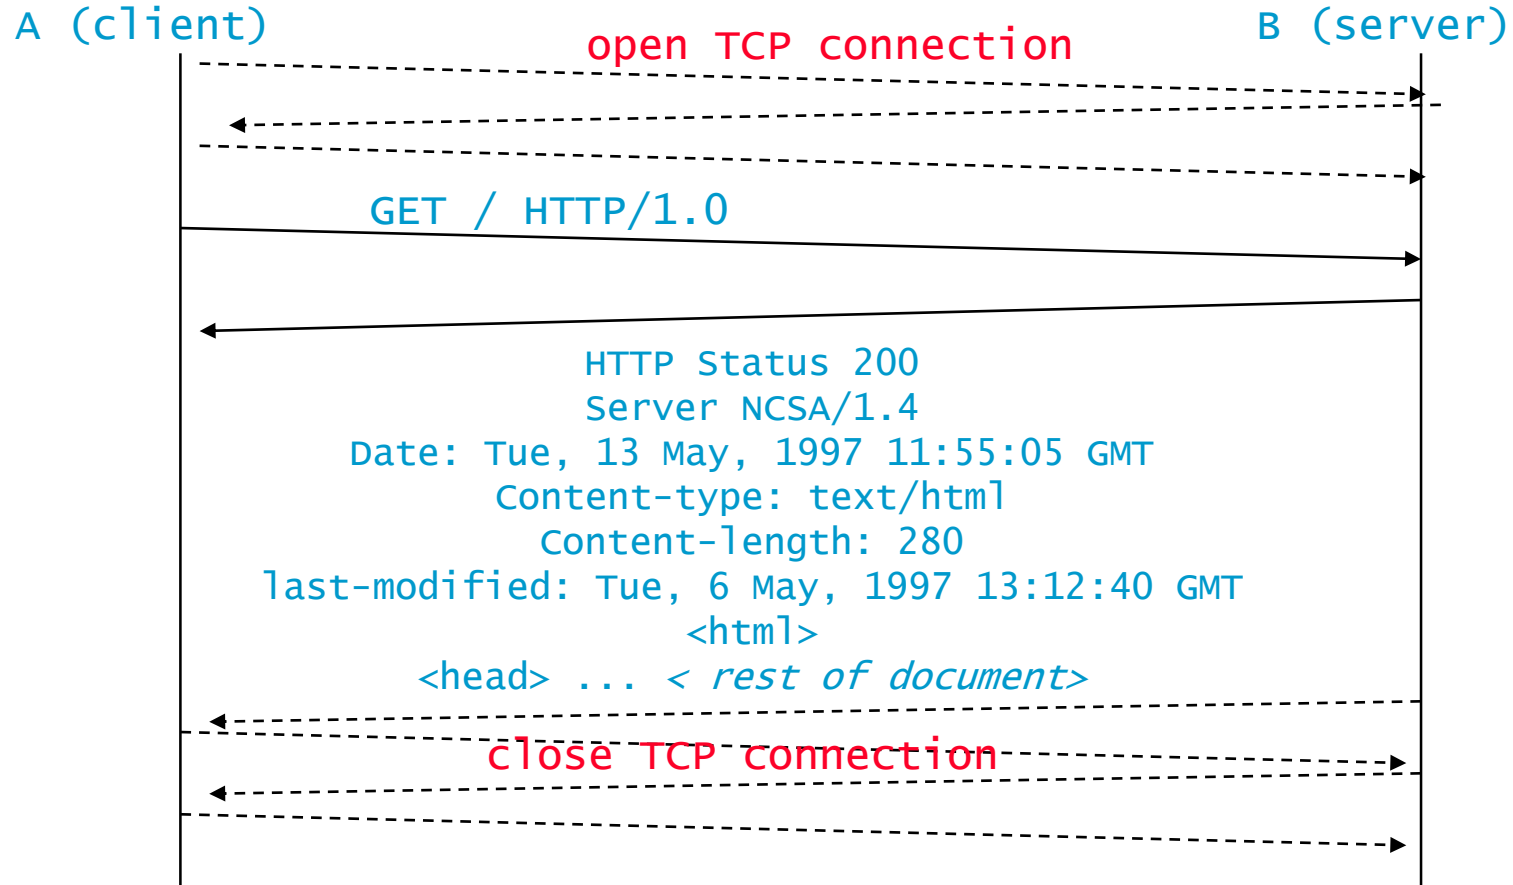 A (client)
B (server)
open TCP connection
GET / HTTP/1.0
HTTP Status 200
Server NCSA/1.4
Date: Tue, 13 May, 1997 11:55:05 GMT
Content-type: text/html
Content-length: 280
last-modified: Tue, 6 May, 1997 13:12:40 GMT
<html>
<head> ... < rest of document>
close TCP connection